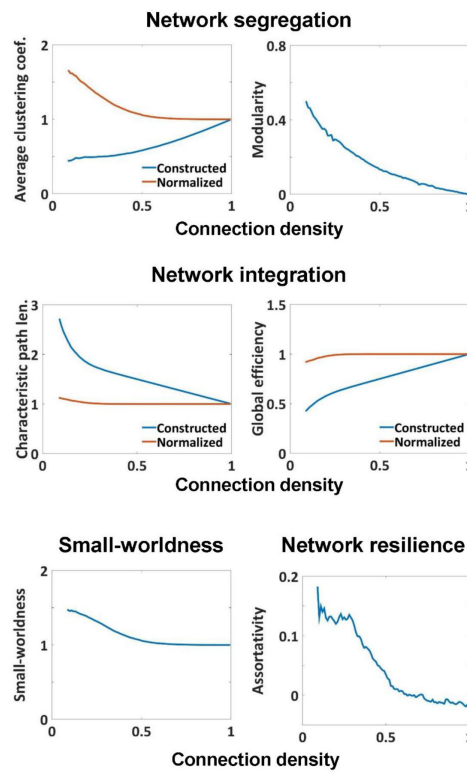 Network segregation
Average clustering coef.
2
1
0
0
0.5
1
Constructed
Normalized
Modularity
0.8
0.4
0
0
0.5
1
Connection density
Network integration
Characteristic path len.
3
2
1
0
0
0.5
1
Constructed
Normalized
Global efficiency
1.5
1
0.5
0
0
0.5
1
Constructed
Normalized
Connection density
Small-worldness
Small-worldness
2
1
0
0
0.5
1
Network resilience
Assortativity
0.2
0.1
0
0
0.5
1
Connection density